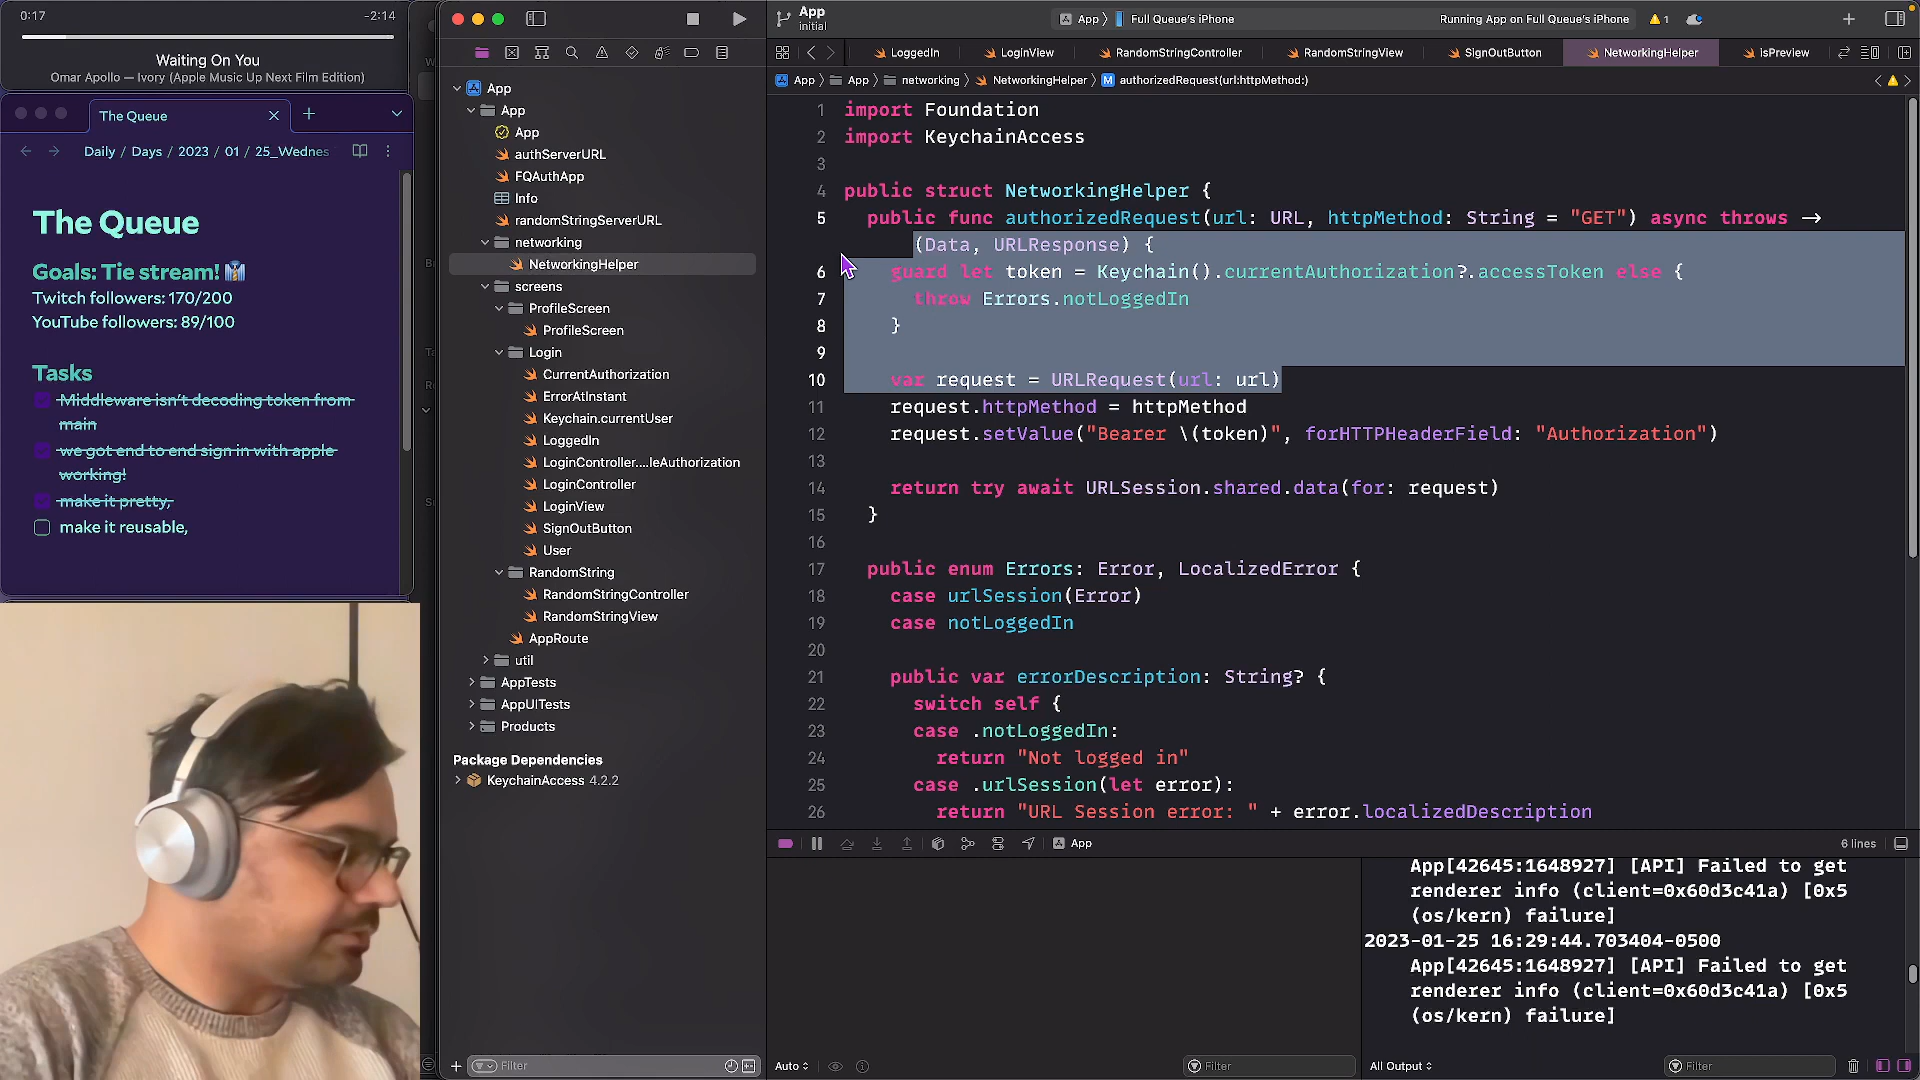 0:17
-2:14
Waiting On You
Omar Apollo — Ivory (Apple Music Up Next Film Edition)
The Queue
Daily / Days / 2023 / 01 / 25_Wednes
The Queue
Goals: Tie stream! 👔
Twitch followers: 170/200
YouTube followers: 89/100
Tasks
Middleware isn't decoding token from
main
we got end to end sign in with apple
working!
make it pretty,
make it reusable,
App
App
App
authServerURL
FQAuthApp
Info
randomStringServerURL
networking
NetworkingHelper
screens
ProfileScreen
ProfileScreen
Login
CurrentAuthorization
ErrorAtInstant
Keychain.currentUser
LoggedIn
LoginController....leAuthorization
LoginController
LoginView
SignOutButton
User
RandomString
RandomStringController
RandomStringView
AppRoute
util
AppTests
AppUITests
Products
Package Dependencies
KeychainAccess 4.2.2
Filter
App
initial
App 〉 Full Queue's iPhone
Running App on Full Queue's iPhone
1
LoggedIn
LoginView
RandomStringController
RandomStringView
SignOutButton
NetworkingHelper
isPreview
App 〉 App 〉 networking 〉 NetworkingHelper 〉 M authorizedRequest(url:httpMethod:)
1 import Foundation
2 import KeychainAccess
3
4 public struct NetworkingHelper {
5 public func authorizedRequest(url: URL, httpMethod: String = "GET") async throws ->
(Data, URLResponse) {
6 guard let token = Keychain().currentAuthorization?.accessToken else {
7 throw Errors.notLoggedIn
8 }
9
10 var request = URLRequest(url: url)
11 request.httpMethod = httpMethod
12 request.setValue("Bearer \(token)", forHTTPHeaderField: "Authorization")
13
14 return try await URLSession.shared.data(for: request)
15 }
16
17 public enum Errors: Error, LocalizedError {
18 case urlSession(Error)
19 case notLoggedIn
20
21 public var errorDescription: String? {
22 switch self {
23 case .notLoggedIn:
24 return "Not logged in"
25 case .urlSession(let error):
26 return "URL Session error: " + error.localizedDescription
App
6 lines
App[42645:1648927] [API] Failed to get
renderer info (client=0x60d3c41a) [0x5
(os/kern) failure]
2023-01-25 16:29:44.703404-0500
App[42645:1648927] [API] Failed to get
renderer info (client=0x60d3c41a) [0x5
(os/kern) failure]
Auto
Filter
All Output
Filter